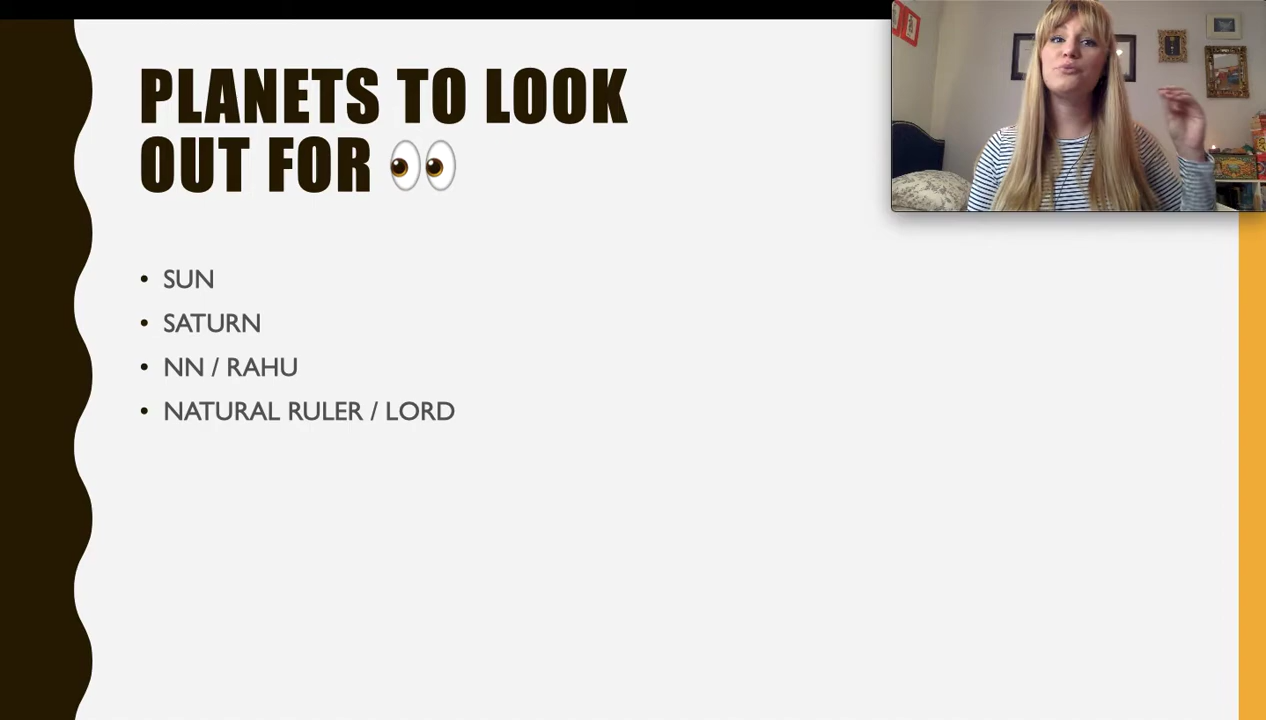 PLANETS TO LOOK
OUT FOR 👀
• SUN
• SATURN
• NN / RAHU
• NATURAL RULER / LORD